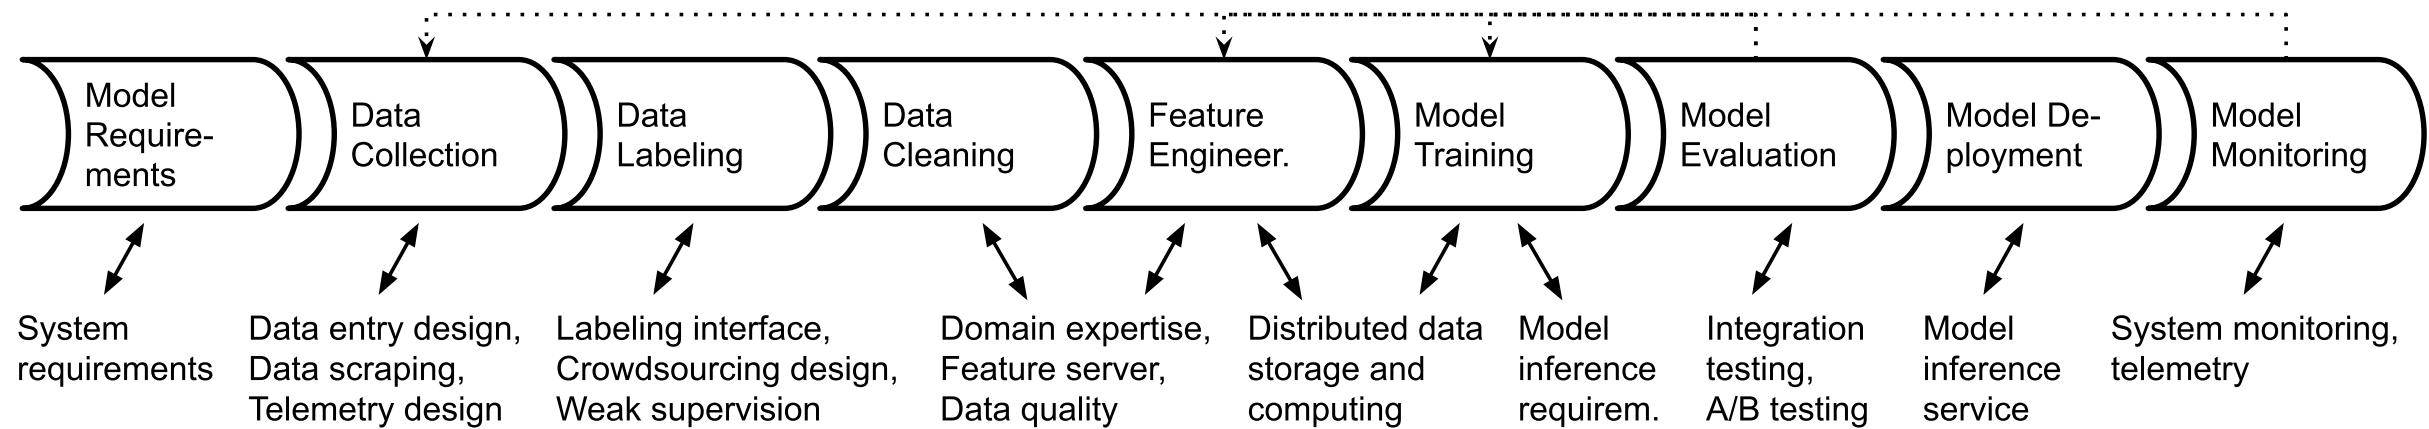 Model
Require-
ments
Data
Collection
Data
Labeling
Data
Cleaning
Feature
Engineer.
Model
Training
Model
Evaluation
Model De-
ployment
Model
Monitoring
System
requirements
Data entry design,
Data scraping,
Telemetry design
Labeling interface,
Crowdsourcing design,
Weak supervision
Domain expertise,
Feature server,
Data quality
Distributed data
storage and
computing
Model
inference
requirem.
Integration
testing,
A/B testing
Model
inference
service
System monitoring,
telemetry